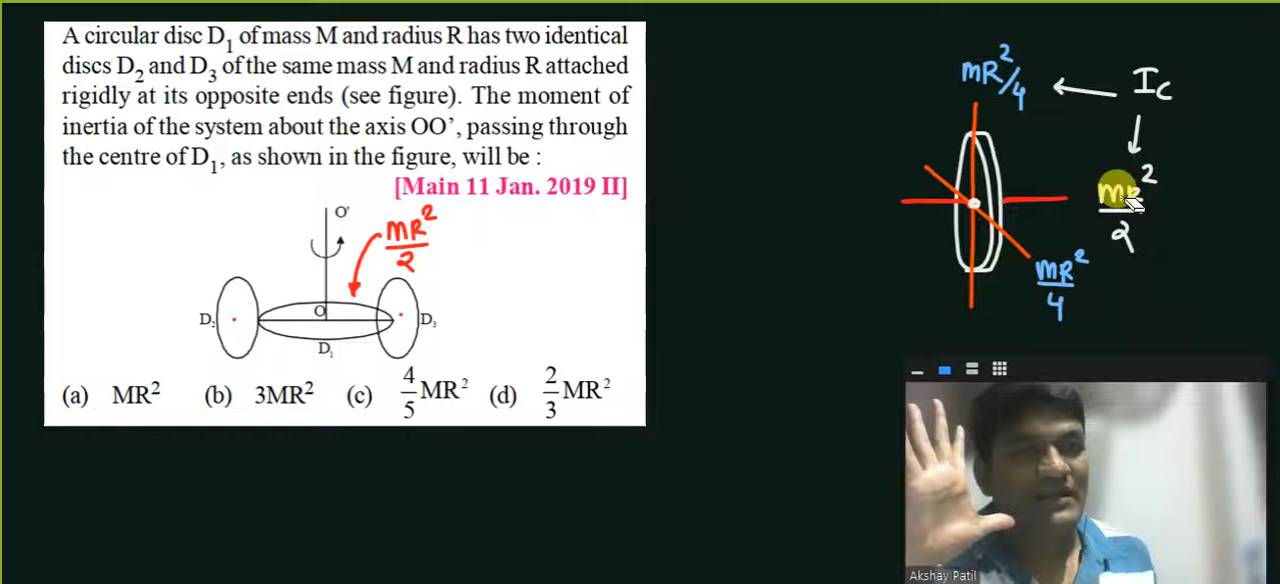 A circular disc D₁ of mass M and radius R has two identical
discs D₂ and D₃ of the same mass M and radius R attached
rigidly at its opposite ends (see figure). The moment of
inertia of the system about the axis OO', passing through
the centre of D₁, as shown in the figure, will be :
[Main 11 Jan. 2019 II]
O'
MR²/2
O
D₂
D₃
D₁
(a) MR² (b) 3MR² (c) 4/5 MR² (d) 2/3 MR²
MR²/4
I_C
MR²/2
MR²/4
Akshay Patil